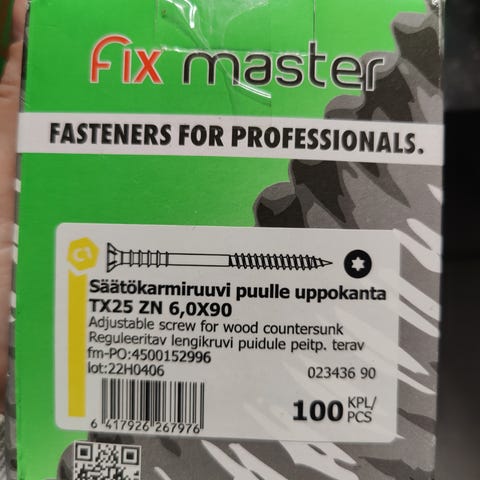 fix master
FASTENERS FOR PROFESSIONALS.
C1
Säätökarmiruuvi puulle uppokanta
TX25 ZN 6,0X90
Adjustable screw for wood countersunk
Reguleeritav lengikruvi puidule peitp. terav
fm-PO:4500152996
lot:22H0406
023436 90
100 KPL/
PCS
6 417926 267976